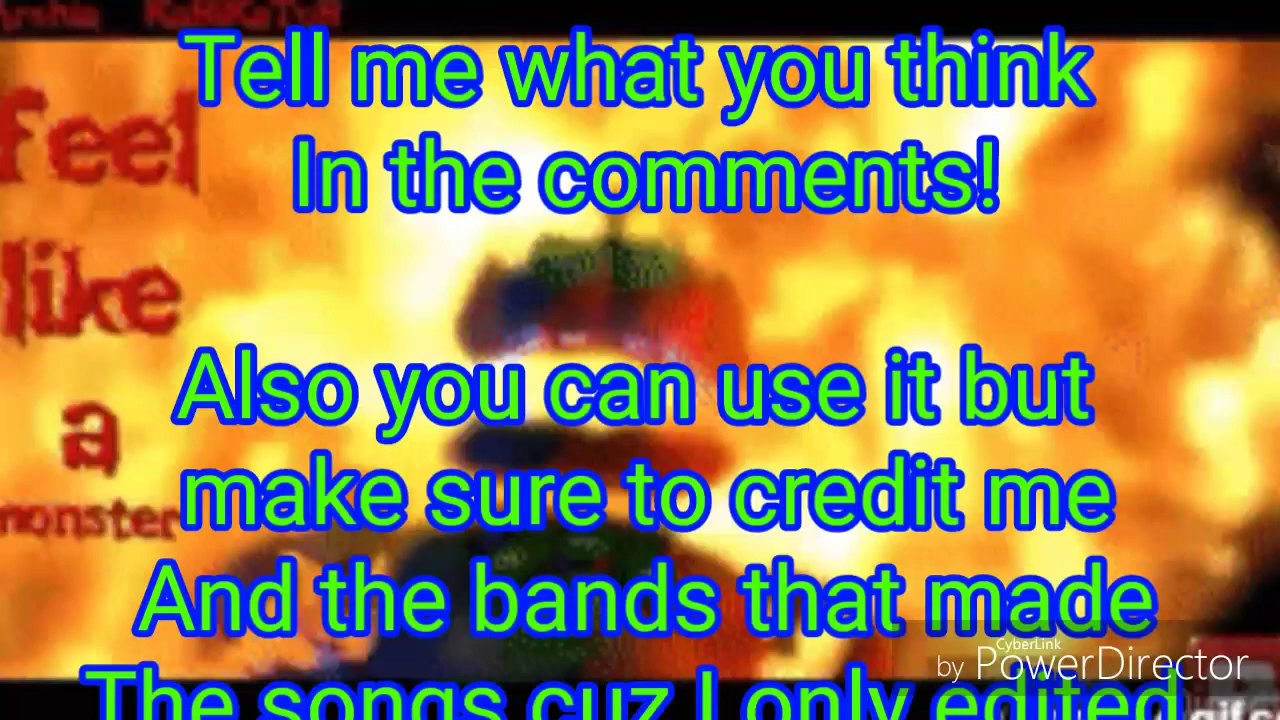 feel
like
a
monster
Tell me what you think
In the comments!
Also you can use it but
make sure to credit me
And the bands that made
The songs cuz I only edited
CyberLink
by PowerDirector